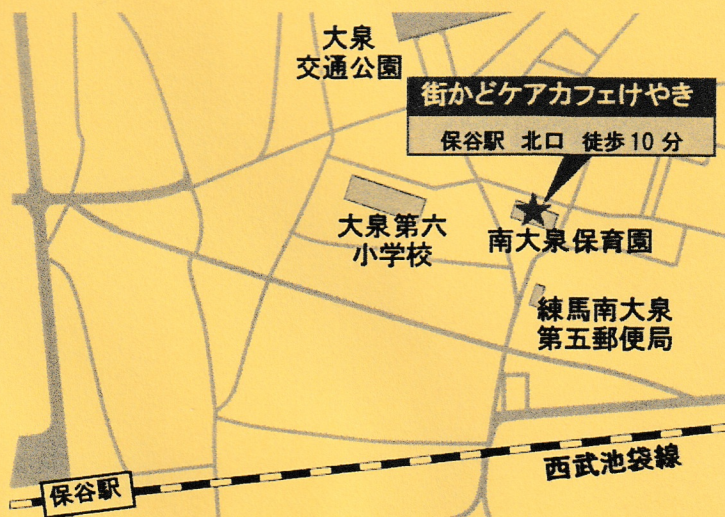 大泉
交通公園
街かどケアカフェけやき
保谷駅 北口 徒歩10分
大泉第六
小学校
南大泉保育園
練馬南大泉
第五郵便局
西武池袋線
保谷駅